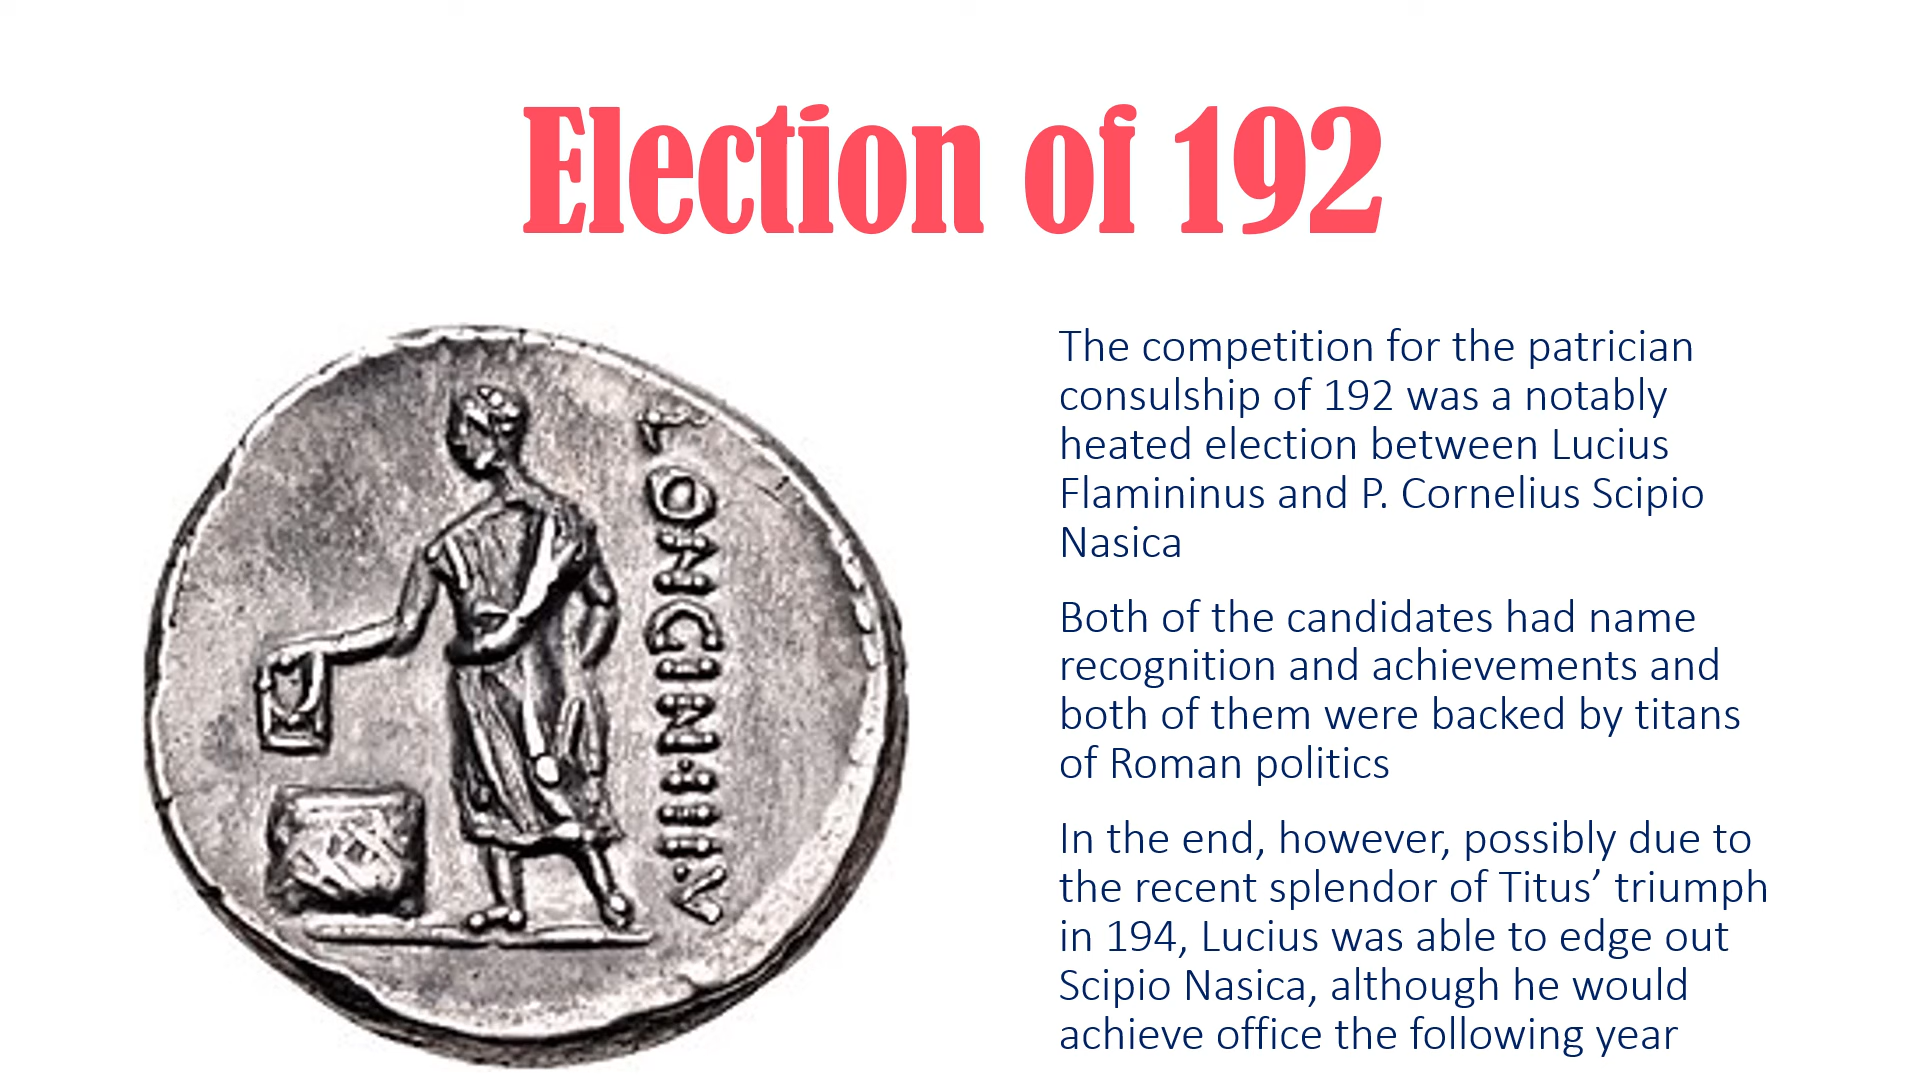 Election of 192
LONGIN·III·V
The competition for the patrician
consulship of 192 was a notably
heated election between Lucius
Flamininus and P. Cornelius Scipio
Nasica
Both of the candidates had name
recognition and achievements and
both of them were backed by titans
of Roman politics
In the end, however, possibly due to
the recent splendor of Titus’ triumph
in 194, Lucius was able to edge out
Scipio Nasica, although he would
achieve office the following year